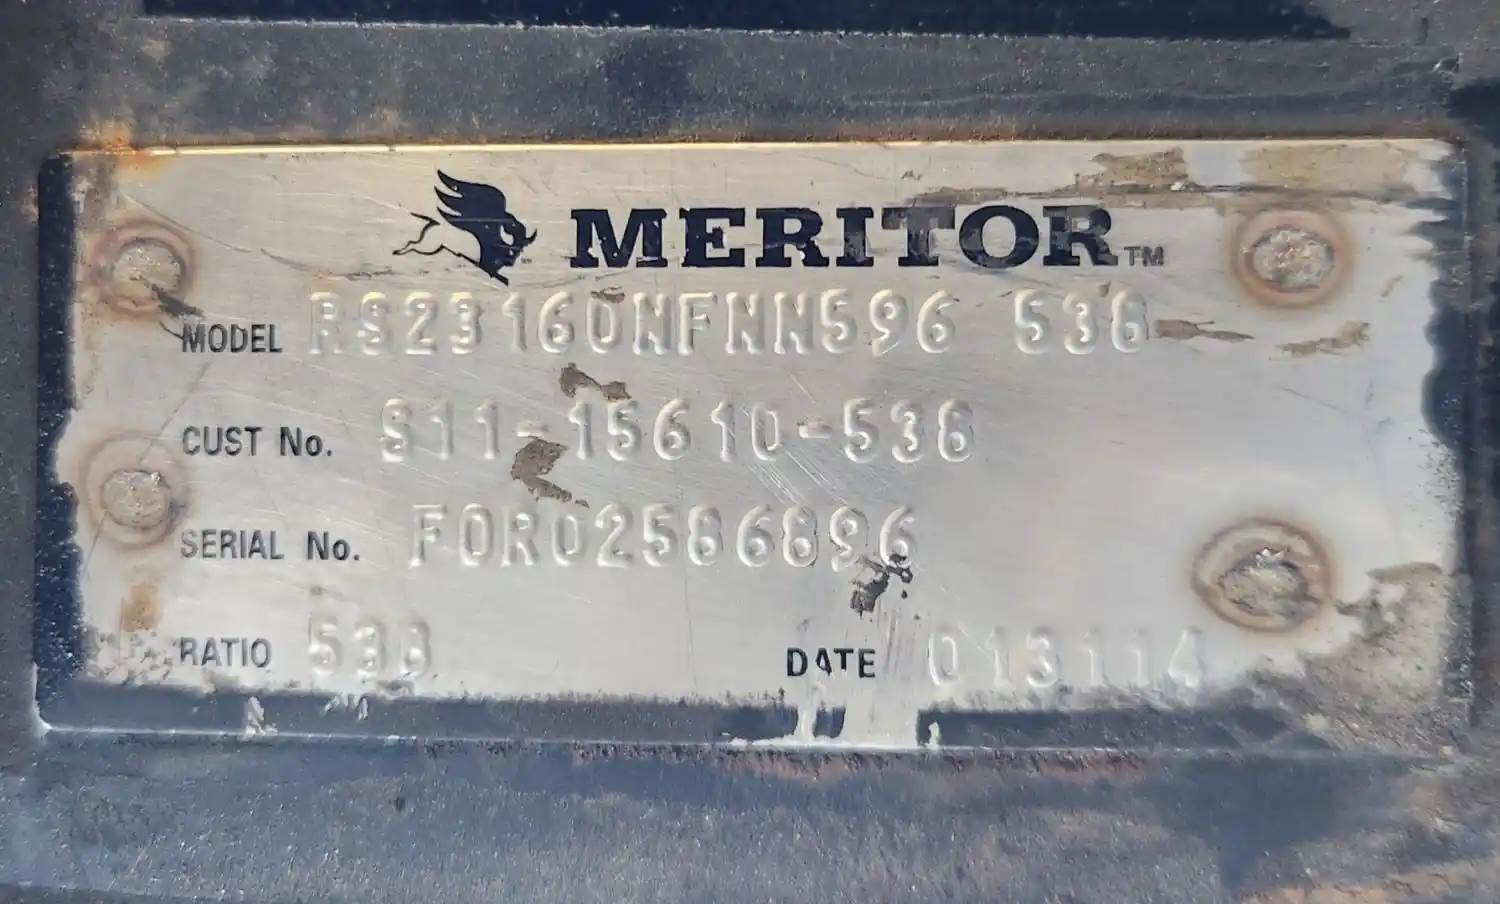 MERITOR™
MODEL RS23160NFNN596 538
CUST No. S11-15610-538
SERIAL No. FOR02586896
RATIO 538
DATE 013114